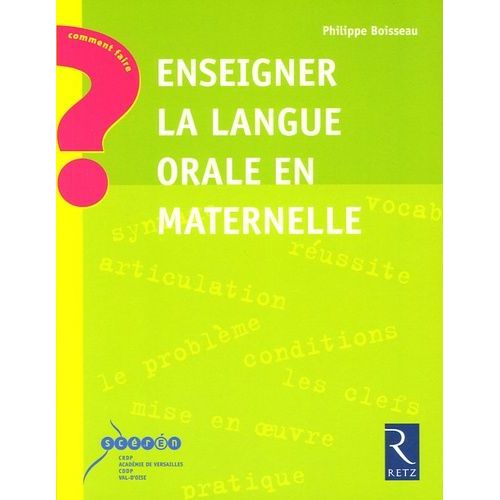 Philippe Boisseau
comment faire
ENSEIGNER
LA LANGUE
ORALE EN
MATERNELLE
vocab
syn
réussite
articulation
le problème
conditions
les clefs
mise en œuvre
pratique
scérén
CRDP
ACADÉMIE DE VERSAILLES
CDDP
VAL-D'OISE
R
RETZ